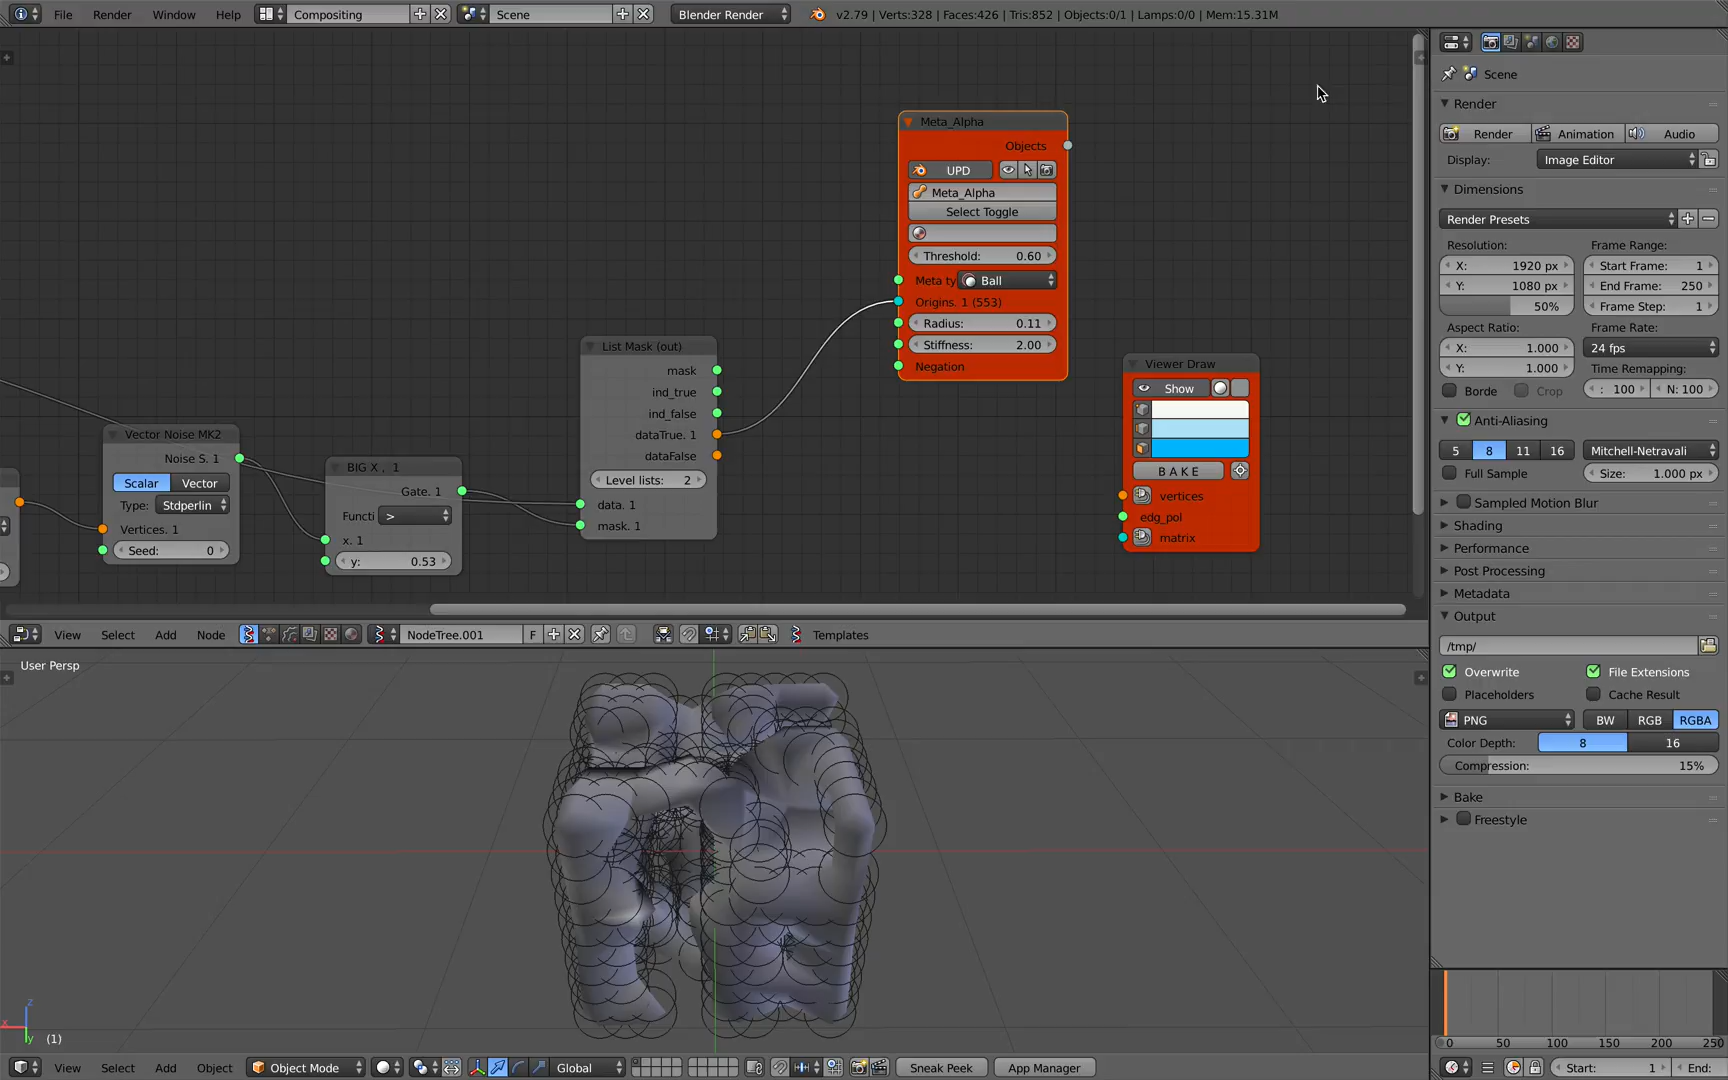 File Render Window Help Compositing Scene Blender Render v2.79 | Verts:328 | Faces:426 | Tris:852 | Objects:0/1 | Lamps:0/0 | Mem:15.31M
Meta_Alpha
Objects
UPD
Meta_Alpha
Select Toggle
Threshold: 0.60
Meta ty Ball
Origins. 1 (553)
Radius: 0.11
Stiffness: 2.00
Negation
List Mask (out)
mask
ind_true
ind_false
dataTrue. 1
dataFalse
Level lists: 2
data. 1
mask. 1
Viewer Draw
Show
BAKE
vertices
edg_pol
matrix
Vector Noise MK2
Noise S. 1
Scalar Vector
Type: Stdperlin
Vertices. 1
Seed: 0
BIG X , 1
Gate. 1
Functi >
x. 1
y: 0.53
View Select Add Node NodeTree.001 F Templates
User Persp
z
x
y
(1)
View Select Add Object Object Mode Global Sneak Peek App Manager
Scene
Render
Render Animation Audio
Display: Image Editor
Dimensions
Render Presets
Resolution: Frame Range:
X: 1920 px Start Frame: 1
Y: 1080 px End Frame: 250
50% Frame Step: 1
Aspect Ratio: Frame Rate:
X: 1.000 24 fps
Y: 1.000 Time Remapping:
Borde Crop : 100 N: 100
Anti-Aliasing
5 8 11 16 Mitchell-Netravali
Full Sample Size: 1.000 px
Sampled Motion Blur
Shading
Performance
Post Processing
Metadata
Output
/tmp/
Overwrite File Extensions
Placeholders Cache Result
PNG BW RGB RGBA
Color Depth: 8 16
Compression: 15%
Bake
Freestyle
0 50 100 150 200 250
Start: 1 End: